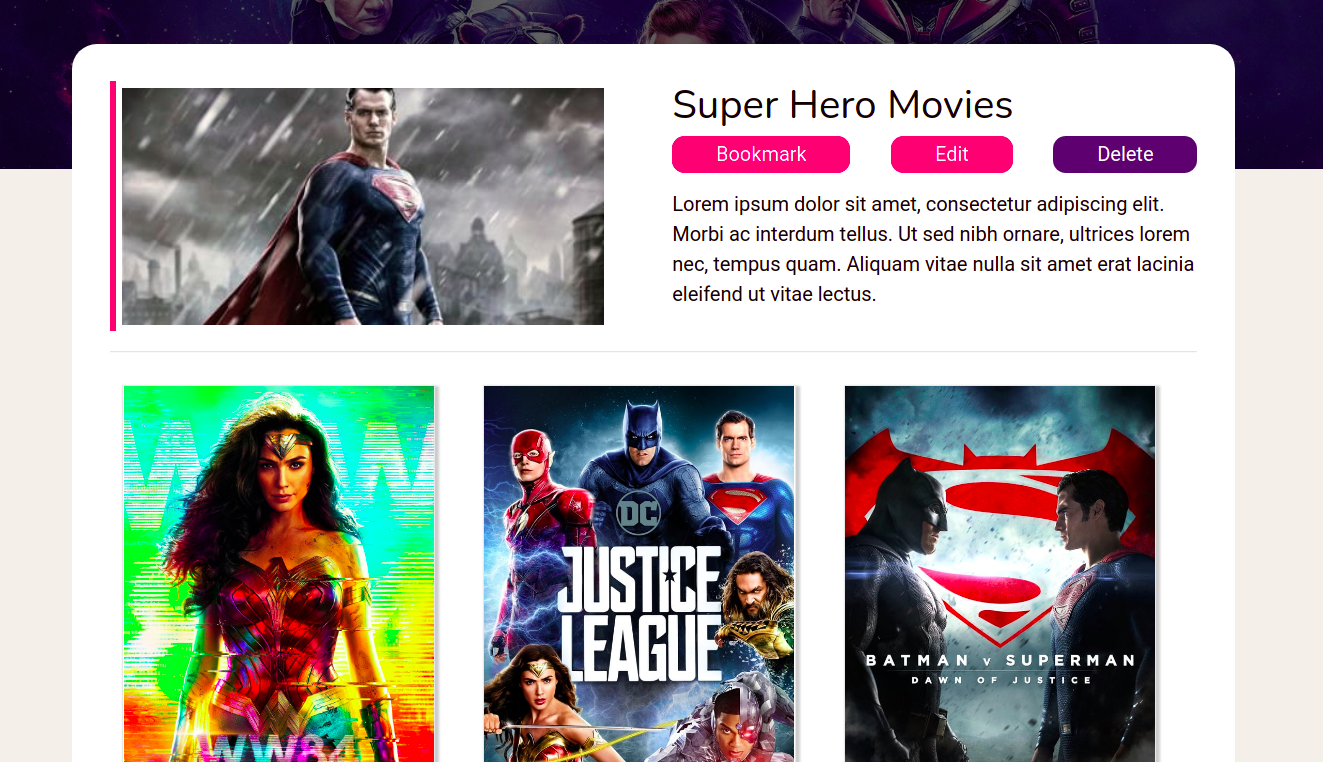 Super Hero Movies
Bookmark Edit Delete
Lorem ipsum dolor sit amet, consectetur adipiscing elit.
Morbi ac interdum tellus. Ut sed nibh ornare, ultrices lorem
nec, tempus quam. Aliquam vitae nulla sit amet erat lacinia
eleifend ut vitae lectus.
WW84
DC
JUSTICE
LEAGUE
BATMAN v SUPERMAN
DAWN OF JUSTICE